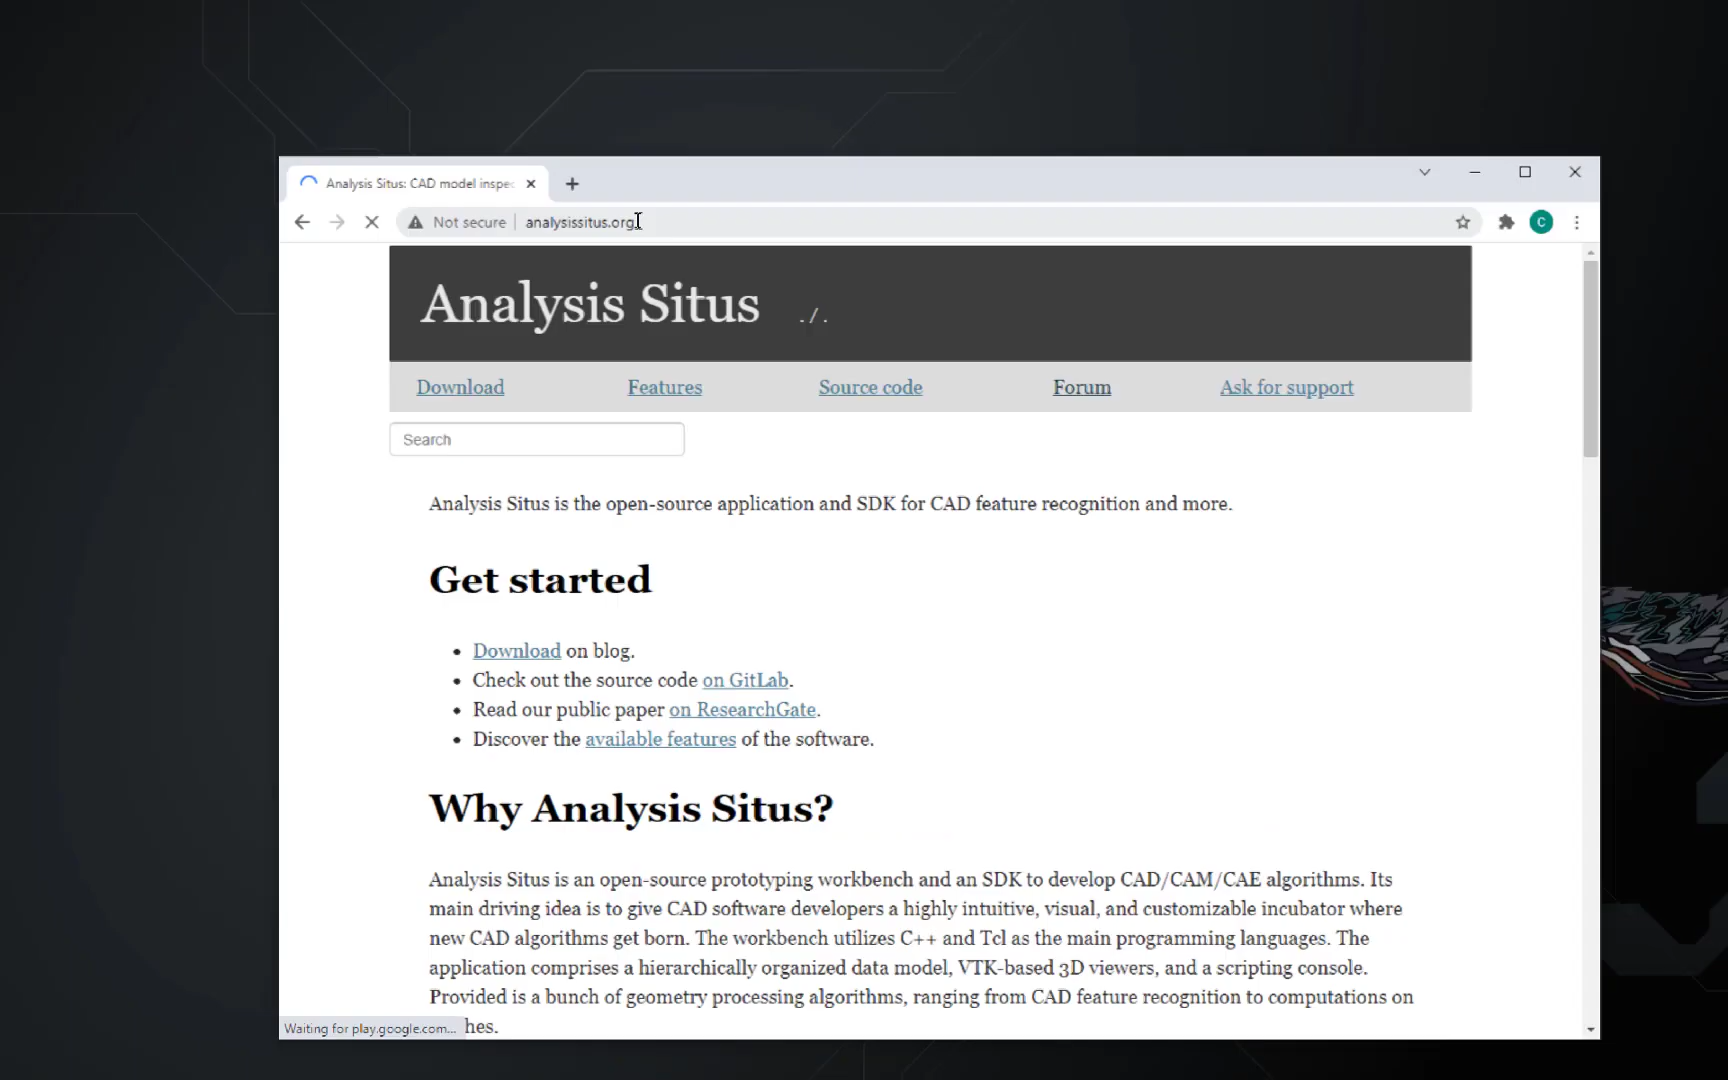 Analysis Situs: CAD model inspec
Not secure analysissitus.org
C
Analysis Situs ./.
Download Features Source code Forum Ask for support
Search
Analysis Situs is the open-source application and SDK for CAD feature recognition and more.
Get started
Download on blog.
Check out the source code on GitLab.
Read our public paper on ResearchGate.
Discover the available features of the software.
Why Analysis Situs?
Analysis Situs is an open-source prototyping workbench and an SDK to develop CAD/CAM/CAE algorithms. Its
main driving idea is to give CAD software developers a highly intuitive, visual, and customizable incubator where
new CAD algorithms get born. The workbench utilizes C++ and Tcl as the main programming languages. The
application comprises a hierarchically organized data model, VTK-based 3D viewers, and a scripting console.
Provided is a bunch of geometry processing algorithms, ranging from CAD feature recognition to computations on
Waiting for play.google.com... hes.